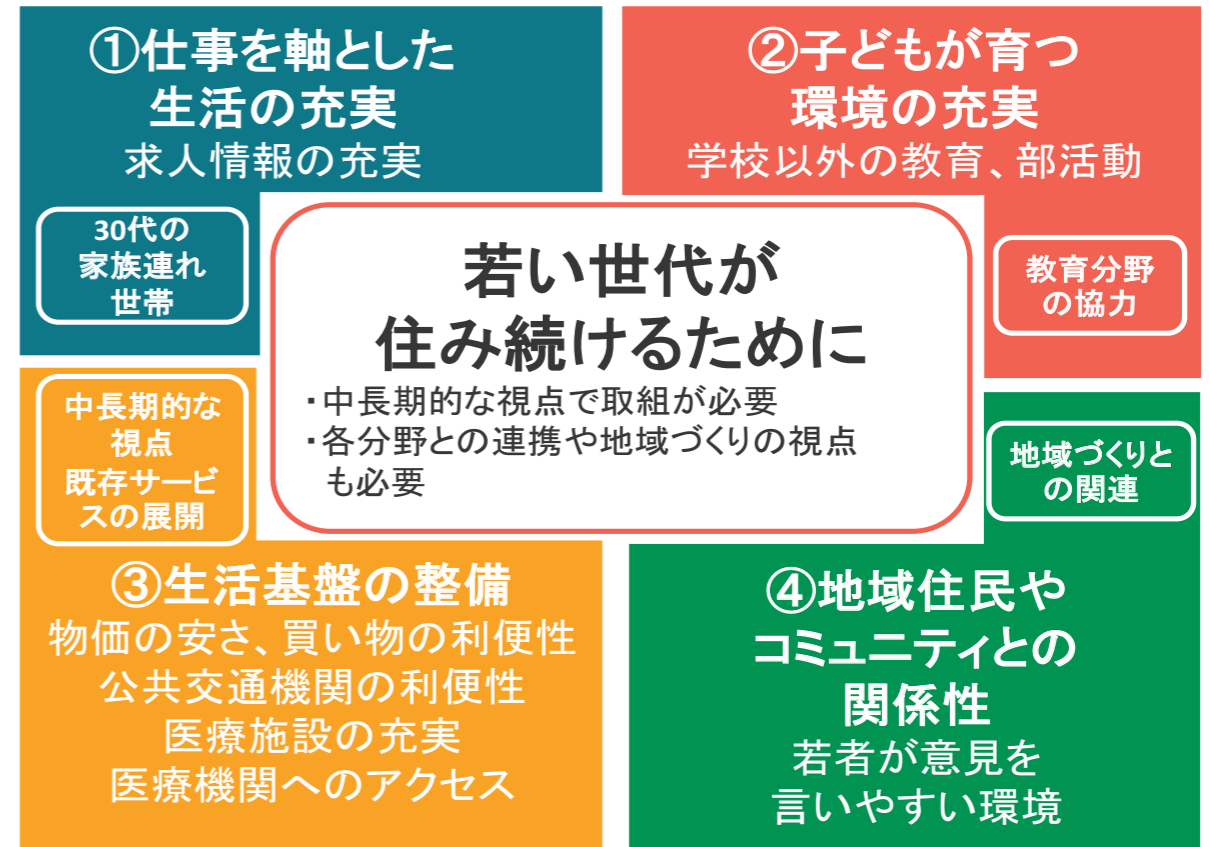 ①仕事を軸とした
生活の充実
求人情報の充実
30代の
家族連れ
世帯
②子どもが育つ
環境の充実
学校以外の教育、部活動
教育分野
の協力
若い世代が
住み続けるために
・中長期的な視点で取組が必要
・各分野との連携や地域づくりの視点
も必要
中長期的な
視点
既存サービ
スの展開
③生活基盤の整備
物価の安さ、買い物の利便性
公共交通機関の利便性
医療施設の充実
医療機関へのアクセス
地域づくりと
の関連
④地域住民や
コミュニティとの
関係性
若者が意見を
言いやすい環境